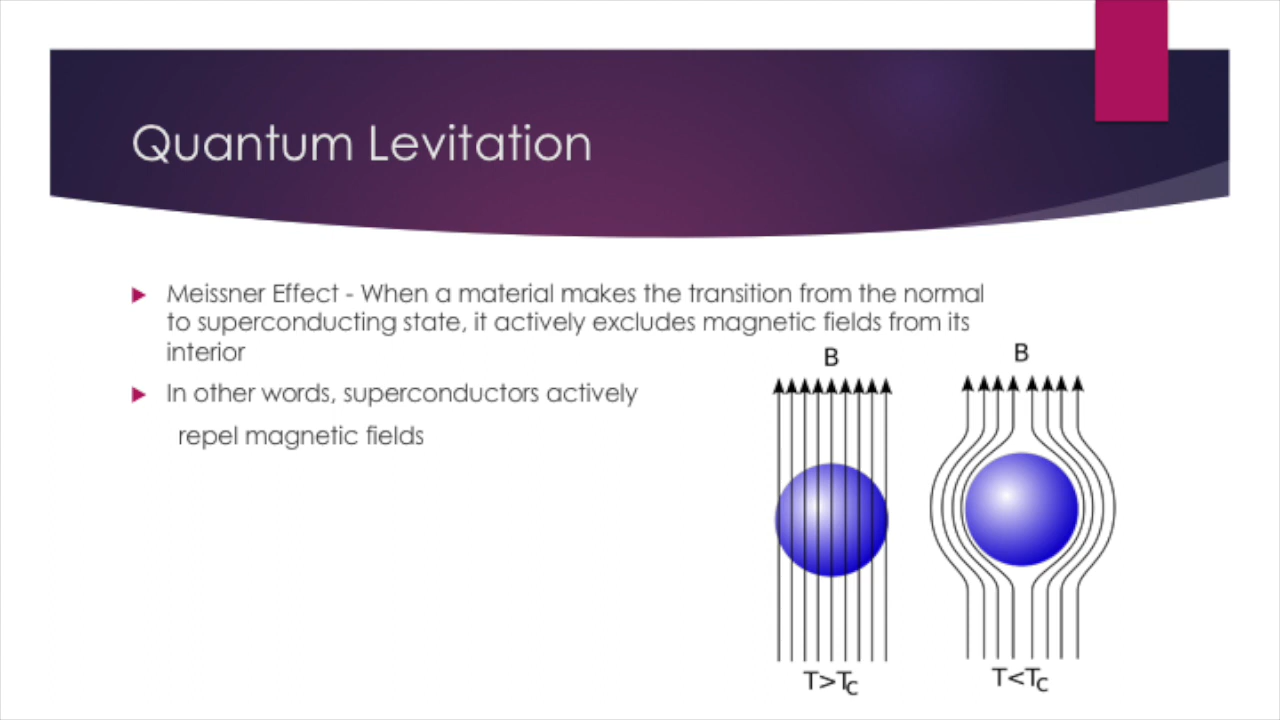 Quantum Levitation
Meissner Effect - When a material makes the transition from the normal
to superconducting state, it actively excludes magnetic fields from its
interior
In other words, superconductors actively
repel magnetic fields
B
B
T>Tc
T<Tc